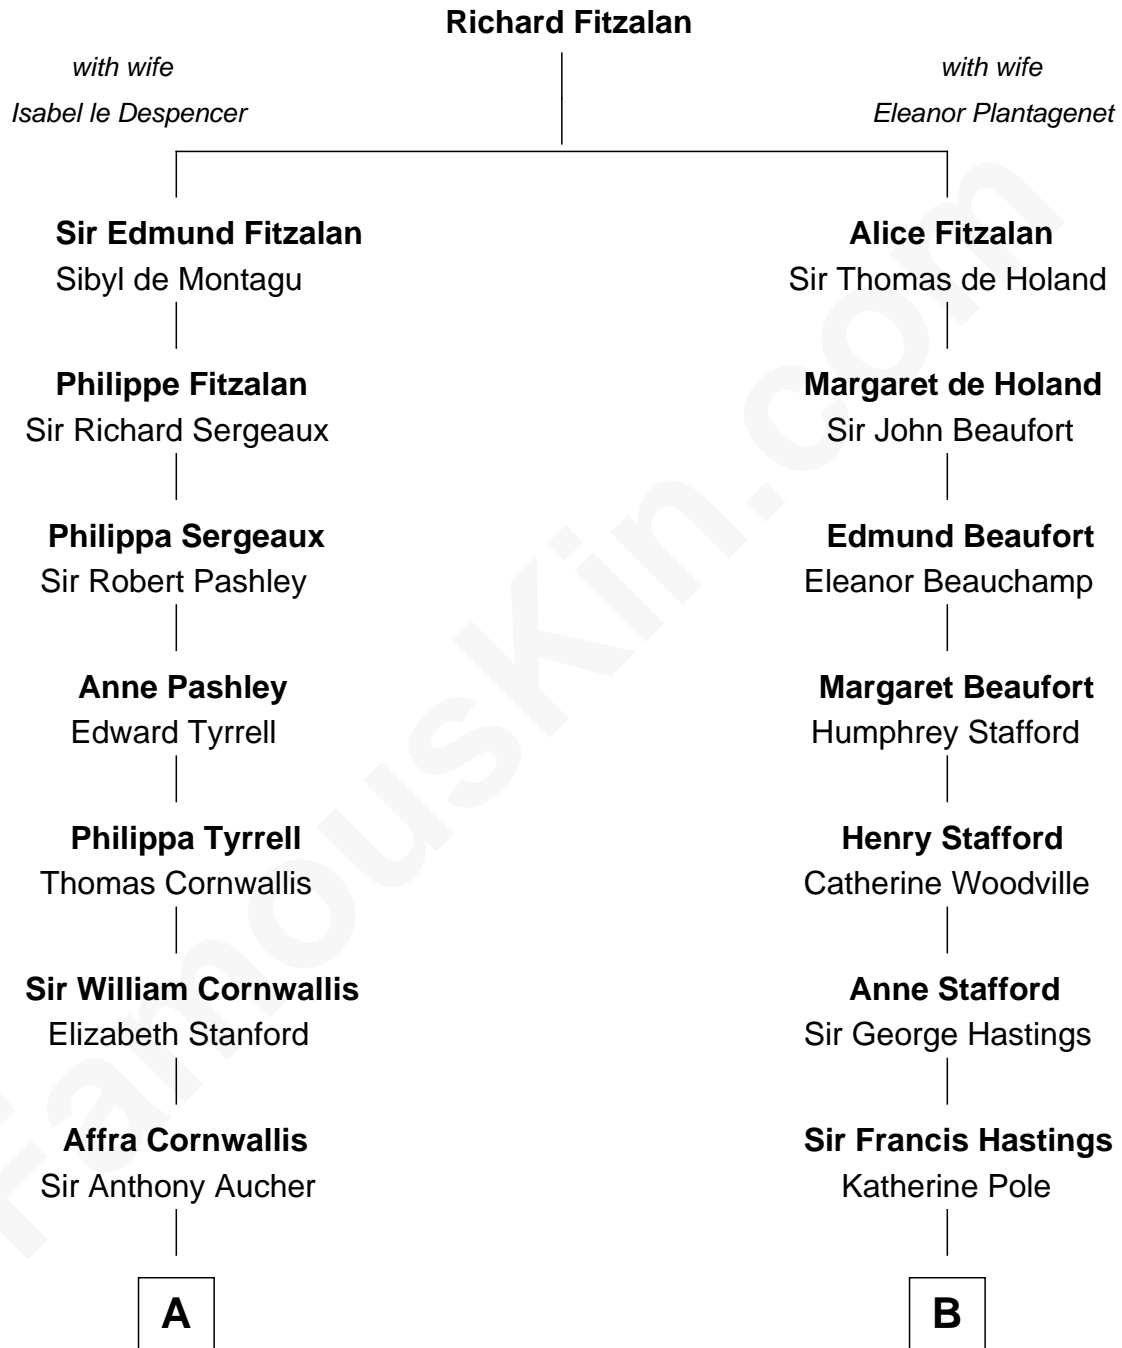 Richard Fitzalan
with wife
Isabel le Despencer
with wife
Eleanor Plantagenet
Sir Edmund Fitzalan
Sibyl de Montagu
Alice Fitzalan
Sir Thomas de Holand
Philippe Fitzalan
Sir Richard Sergeaux
Margaret de Holand
Sir John Beaufort
Philippa Sergeaux
Sir Robert Pashley
Edmund Beaufort
Eleanor Beauchamp
Anne Pashley
Edward Tyrrell
Margaret Beaufort
Humphrey Stafford
Philippa Tyrrell
Thomas Cornwallis
Henry Stafford
Catherine Woodville
Sir William Cornwallis
Elizabeth Stanford
Anne Stafford
Sir George Hastings
Affra Cornwallis
Sir Anthony Aucher
Sir Francis Hastings
Katherine Pole
A
B
FamousKin.com